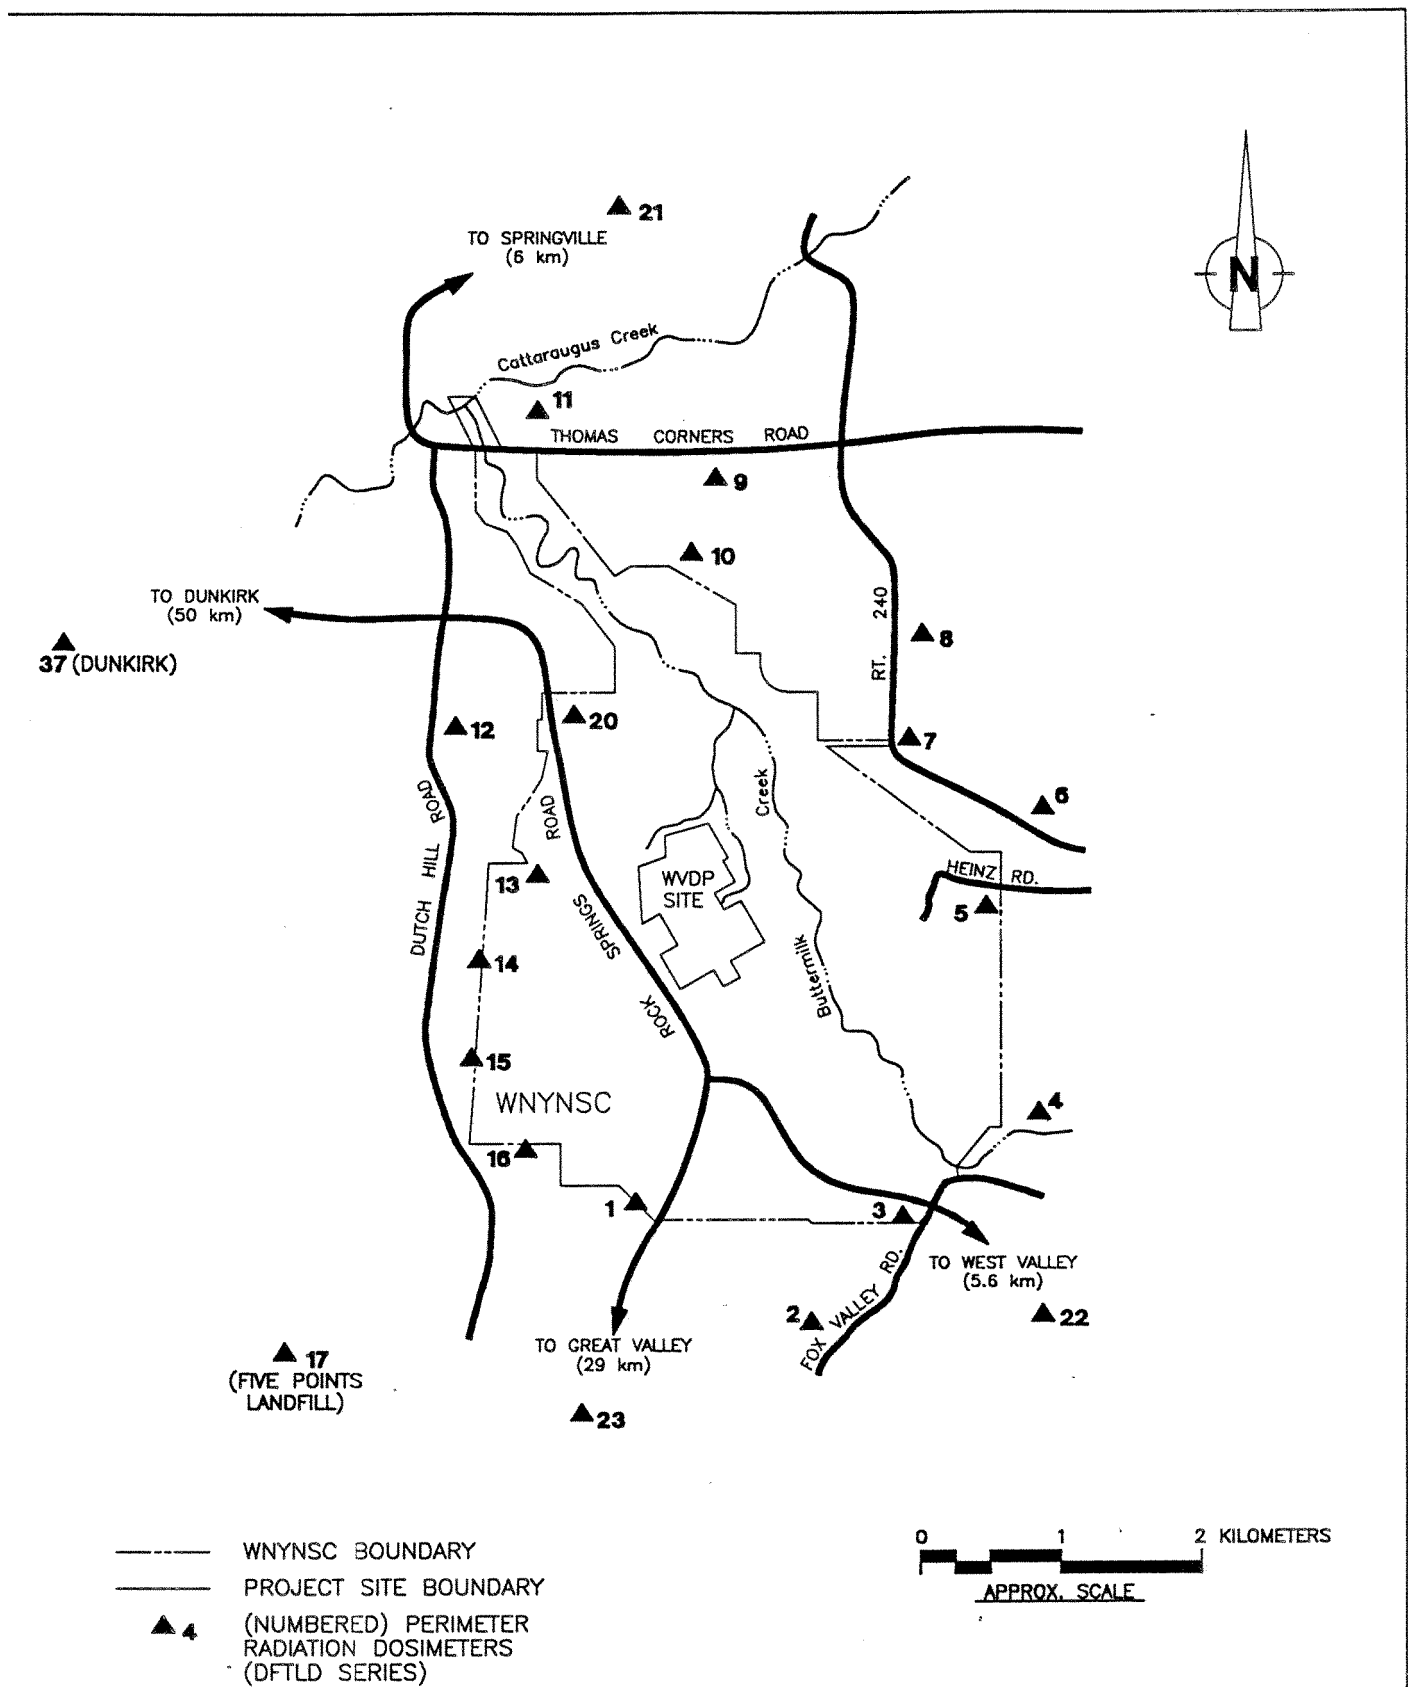 21
TO SPRINGVILLE
(6 km)
N
Cattaraugus Creek
11
THOMAS CORNERS ROAD
9
10
TO DUNKIRK
(50 km)
RT. 240
8
37 (DUNKIRK)
12
20
7
Creek
6
DUTCH HILL ROAD
ROAD
HEINZ RD.
13
WVDP
SITE
5
SPRINGS
14
Buttermilk
ROCK
15
WNYNSC
4
16
1
3
TO WEST VALLEY
(5.6 km)
FOX VALLEY RD.
2
22
TO GREAT VALLEY
(29 km)
17
(FIVE POINTS
LANDFILL)
23
0 1 2 KILOMETERS
APPROX. SCALE
WNYNSC BOUNDARY
PROJECT SITE BOUNDARY
4 (NUMBERED) PERIMETER
RADIATION DOSIMETERS
(DFTLD SERIES)